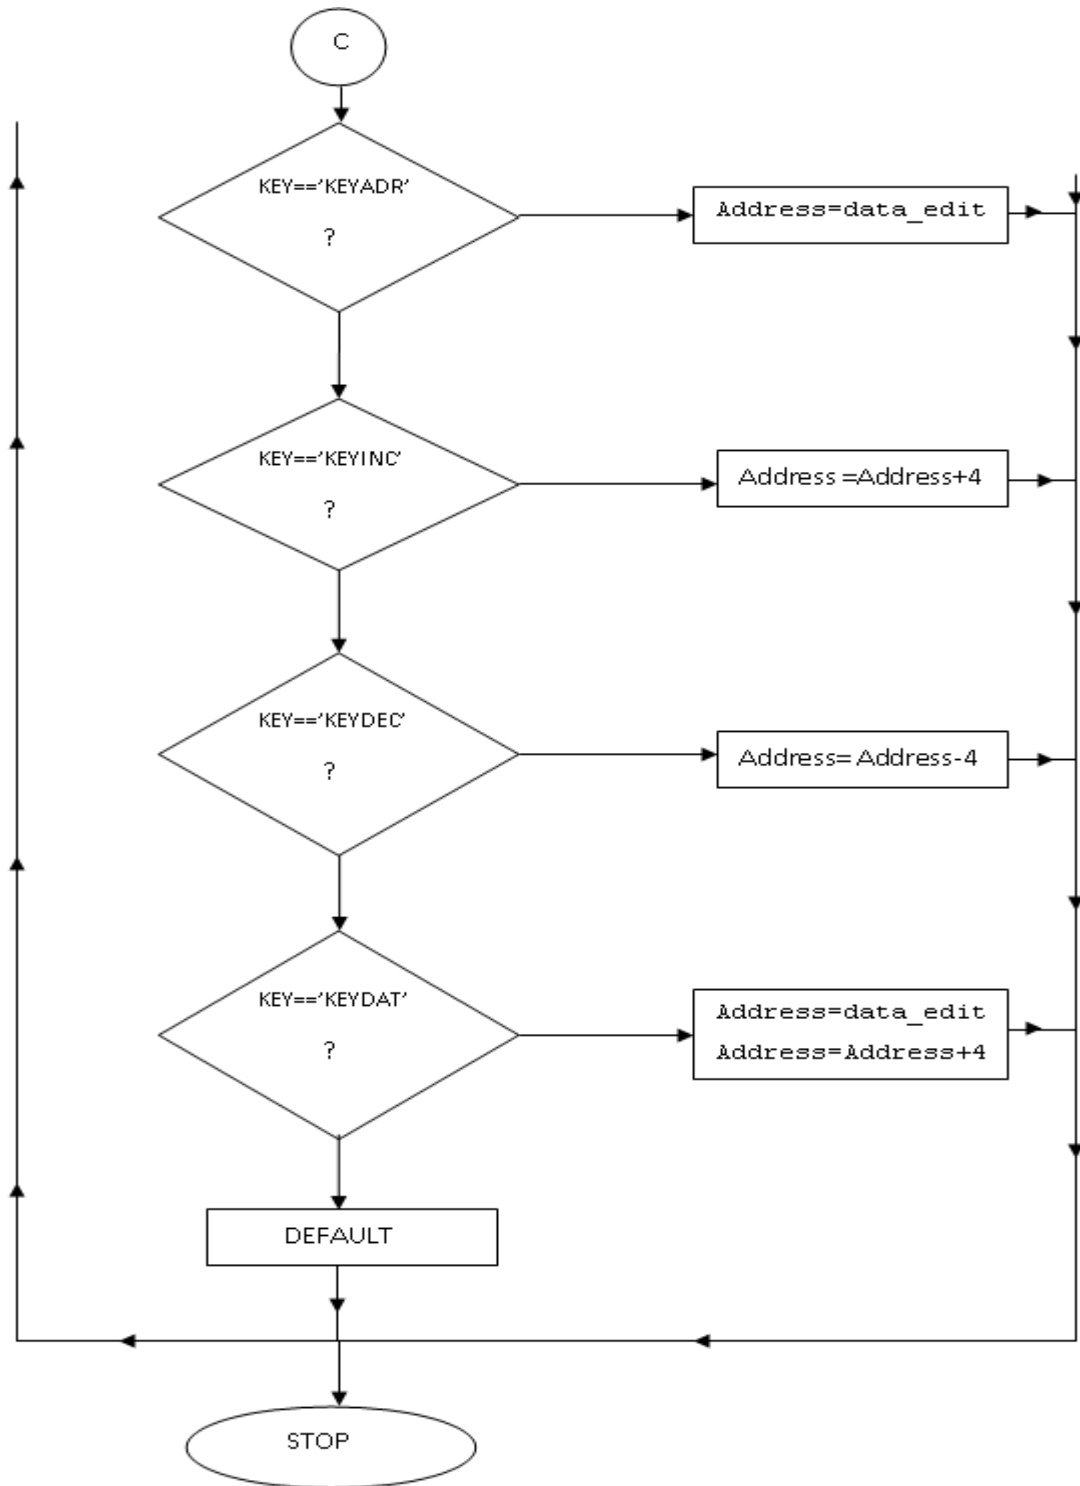 C
KEY=='KEYADR'
?
Address=data_edit
KEY=='KEYINC'
?
Address =Address+4
KEY=='KEYDEC'
?
Address= Address-4
KEY=='KEYDAT'
?
Address=data_edit
Address=Address+4
DEFAULT
STOP